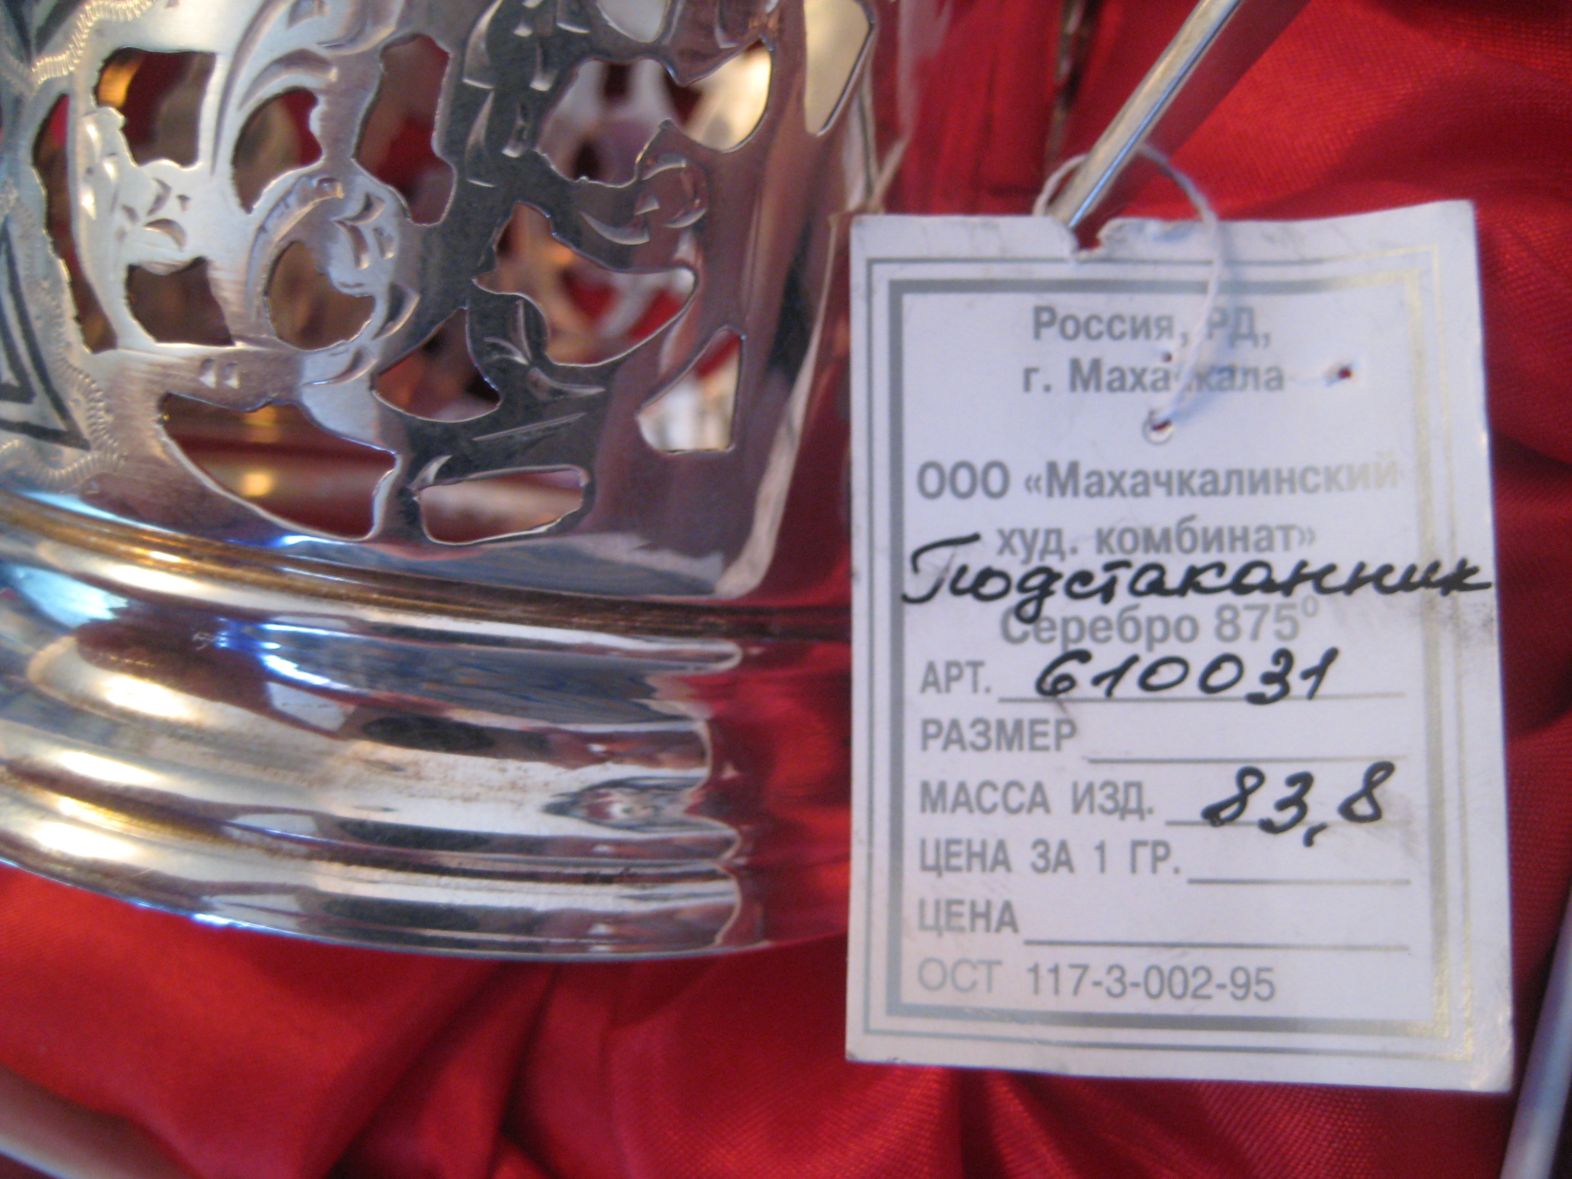 Россия, РД,
г. Махачкала
ООО «Махачкалинский
худ. комбинат»
Подстаканник
Серебро 875⁰
АРТ. 610031
РАЗМЕР
МАССА ИЗД. 83,8
ЦЕНА ЗА 1 ГР.
ЦЕНА
ОСТ 117-3-002-95